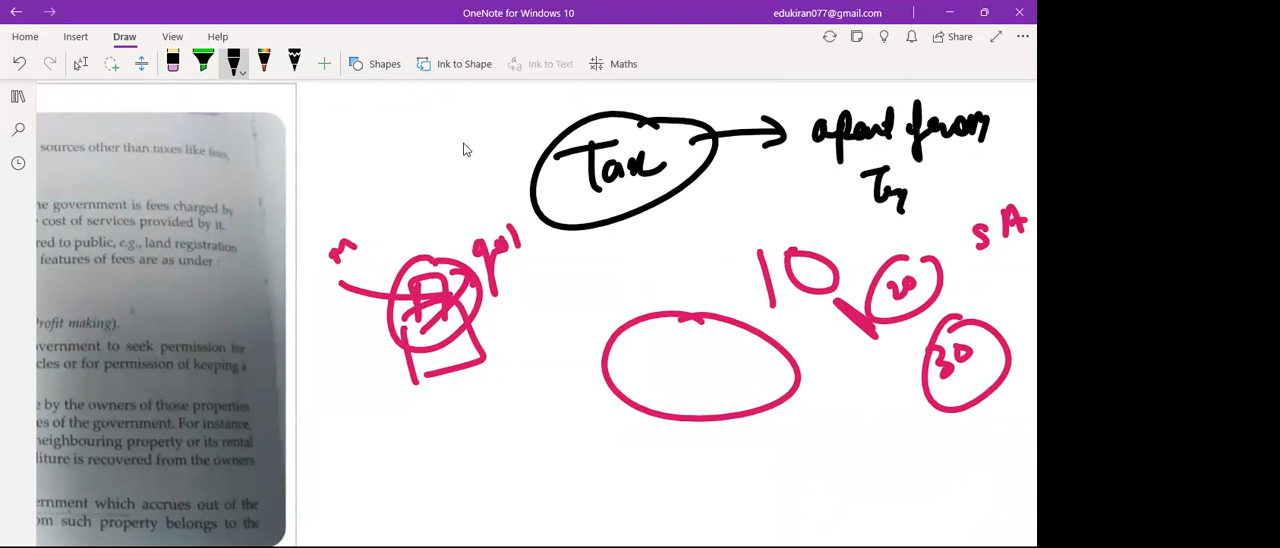 OneNote for Windows 10
edukiran077@gmail.com
Home Insert Draw View Help
Share
Shapes Ink to Shape Ink to Text Maths
sources other than taxes like fees,
ne government is fees charged by
cost of services provided by it.
red to public, e.g., land registration
features of fees are as under :
Profit making).
vernment to seek permission for
cles or for permission of keeping a
e by the owners of those properties
es of the government. For instance,
neighbouring property or its rental
diture is recovered from the owners
ernment which accrues out of the
om such property belongs to the
Tax
apart from
m
10
20
30
S A